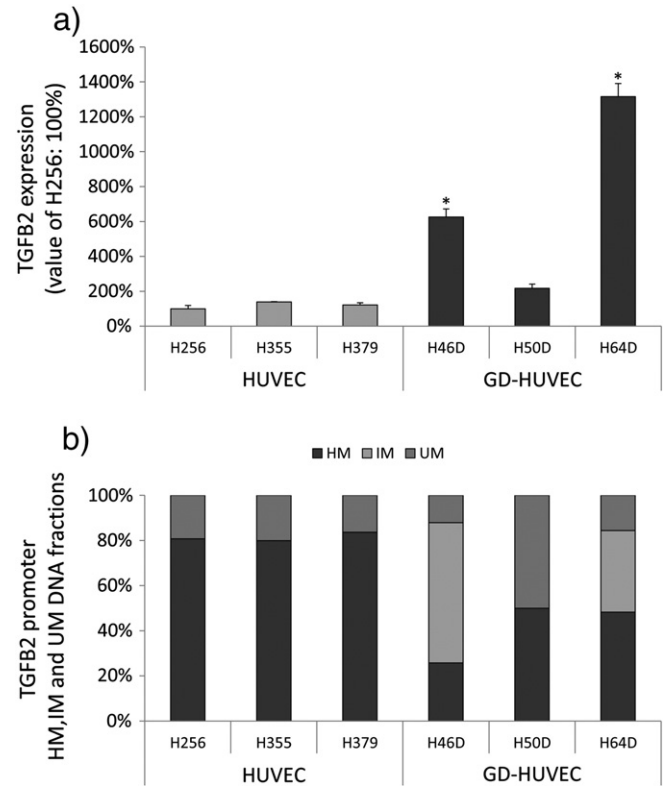 a)
TGFB2 expression
(value of H256: 100%)
1600%
1400%
1200%
1000%
800%
600%
400%
200%
0%
*
*
H256 H355 H379 H46D H50D H64D
HUVEC GD-HUVEC
b)
HM IM UM
TGFB2 promoter
HM,IM and UM DNA fractions
100%
80%
60%
40%
20%
0%
H256 H355 H379 H46D H50D H64D
HUVEC GD-HUVEC